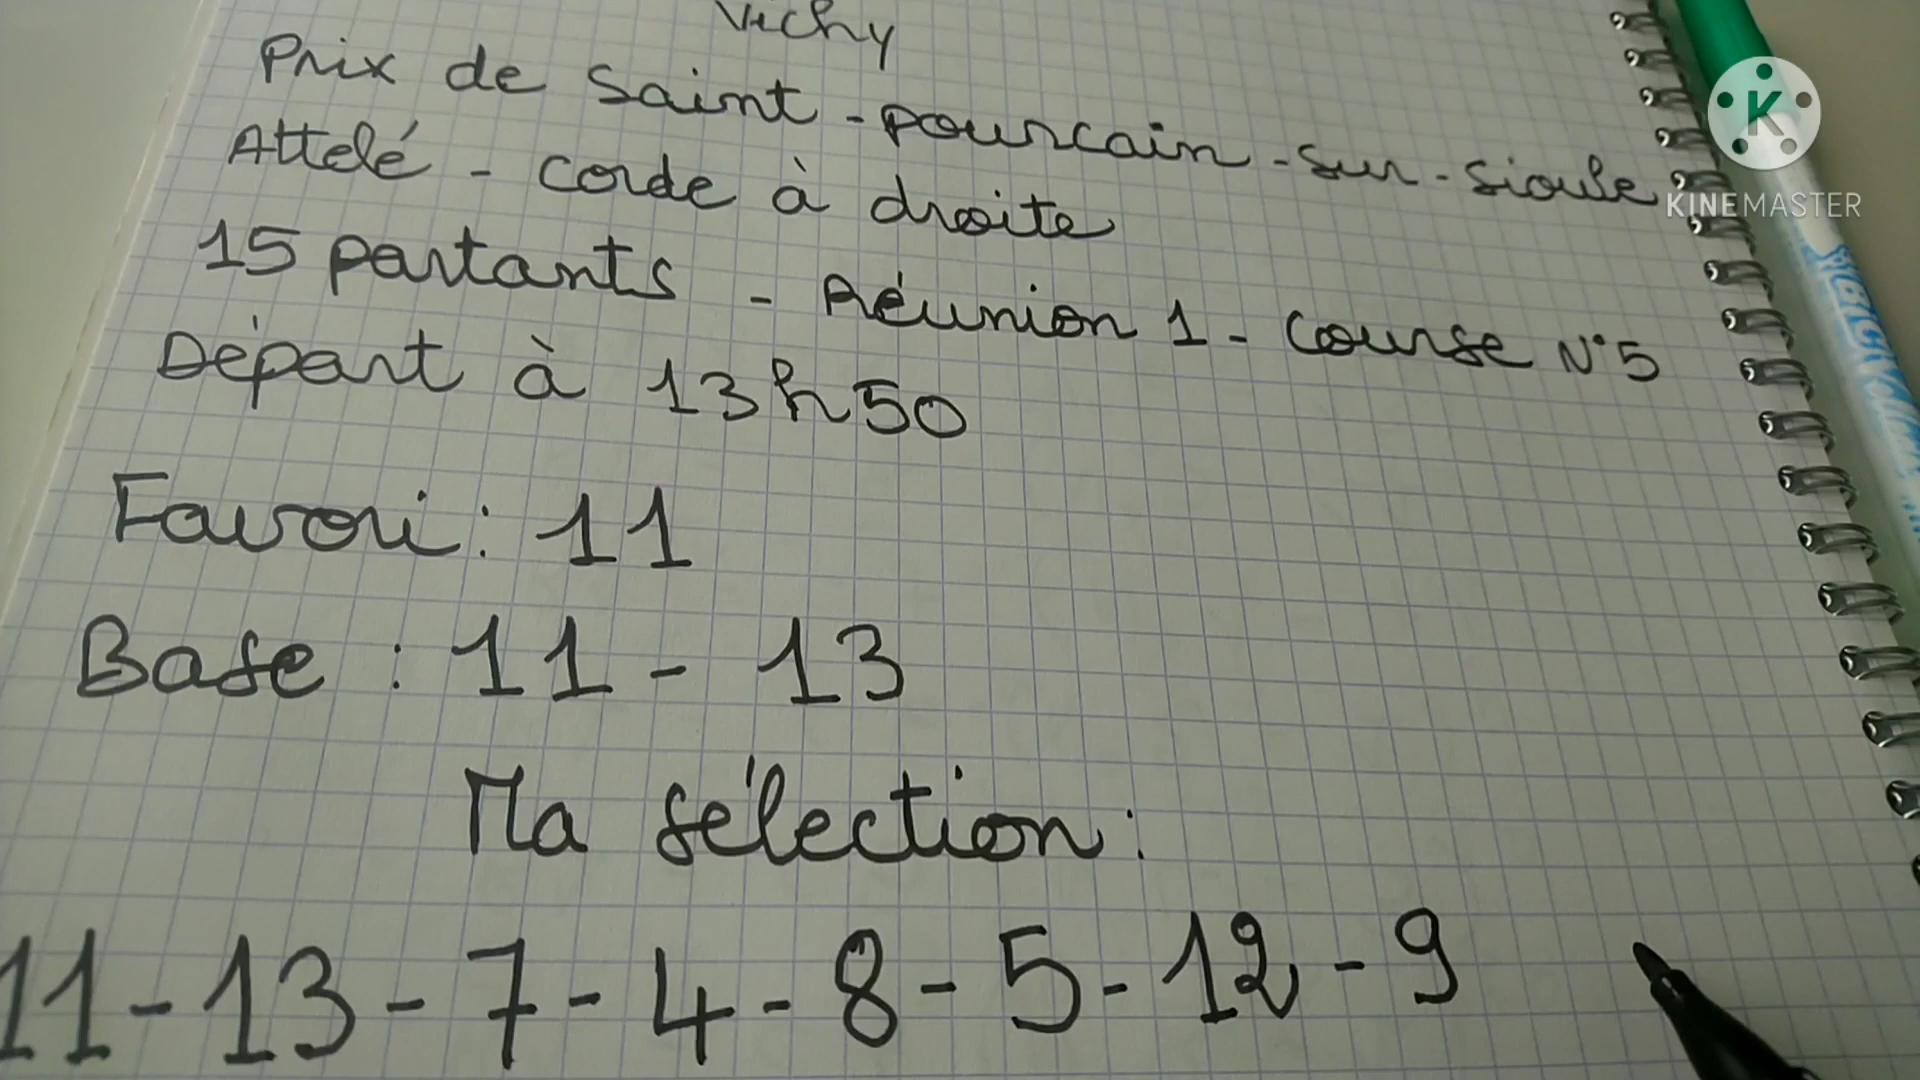 Vichy
Prix de Saint-pourcain-sur-sioule
Attelé - corde à droite
15 partants - Réunion 1 - Course N°5
Départ à 13h50
Favori : 11
Base : 11 - 13
Ma sélection :
11 - 13 - 7 - 4 - 8 - 5 - 12 - 9
K
KINEMASTER